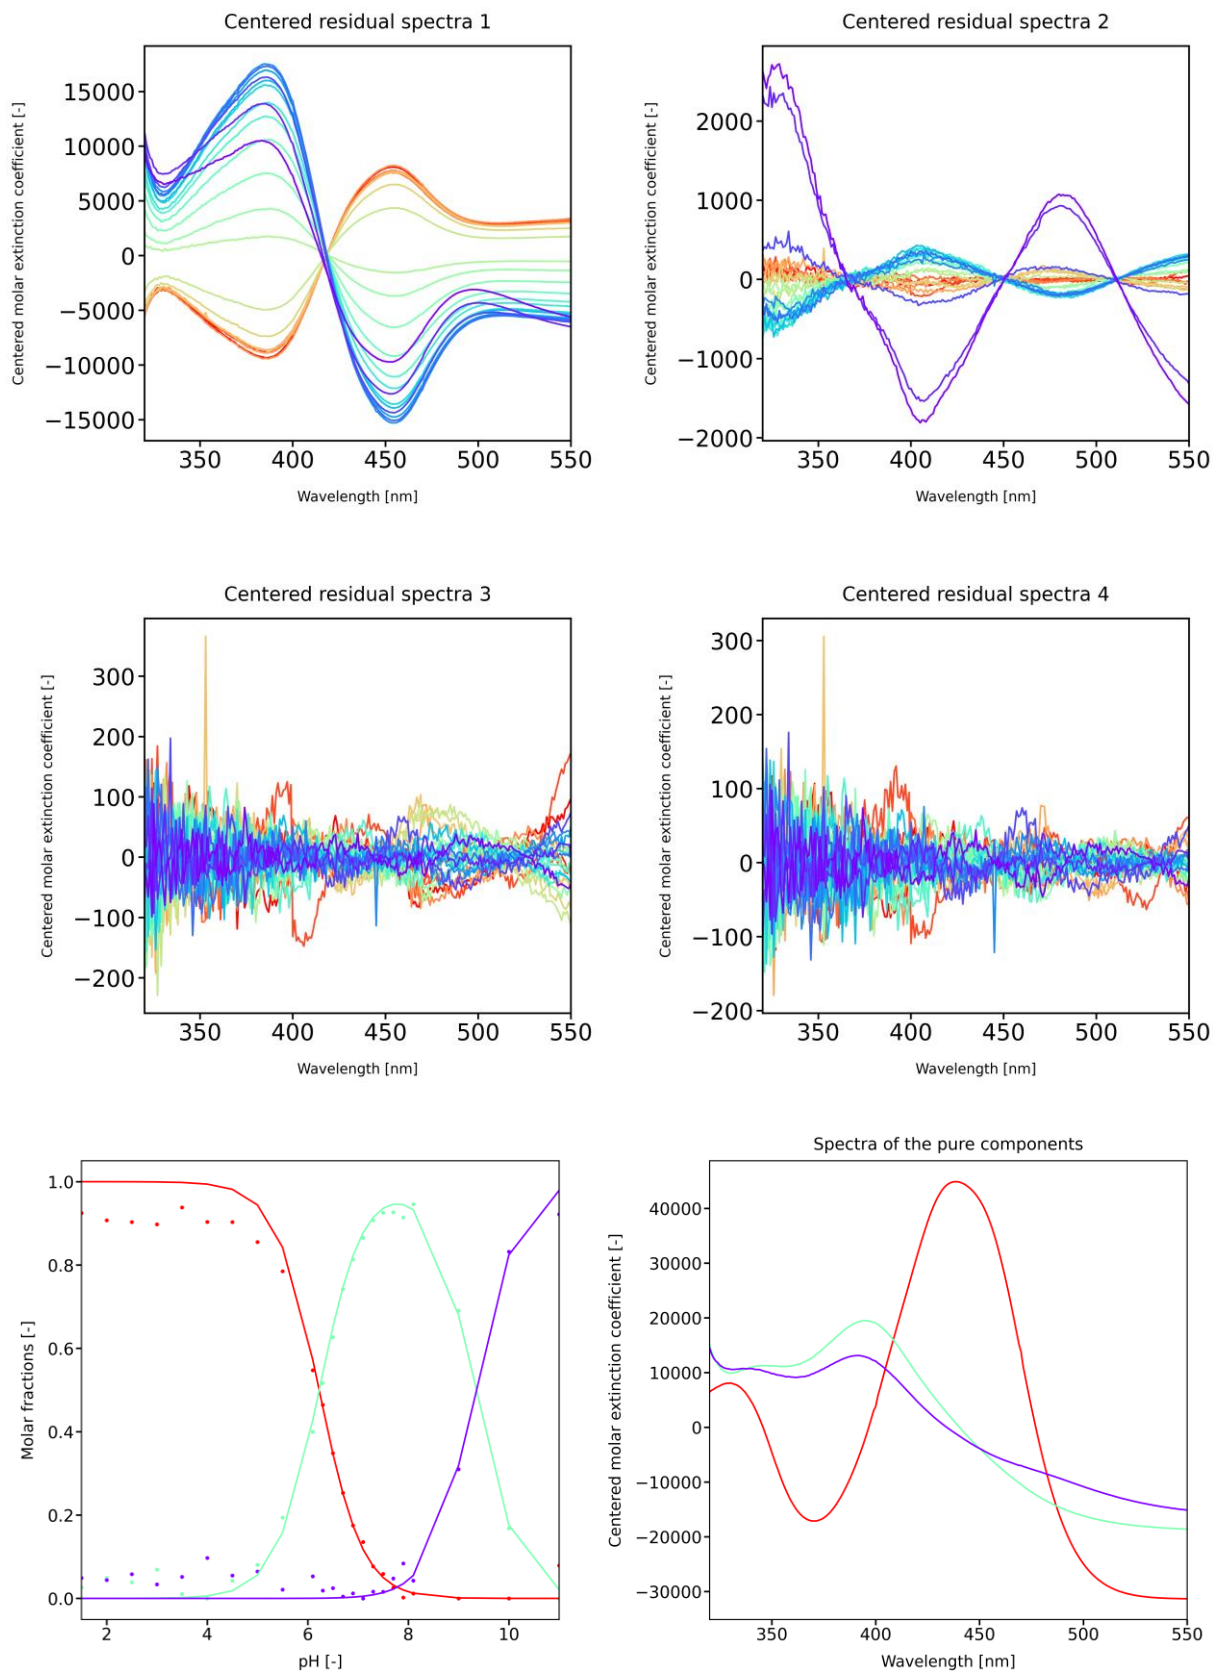 Centered residual spectra 1
Centered molar extinction coefficient [-]
15000
10000
5000
0
−5000
−10000
−15000
350 400 450 500 550
Wavelength [nm]
Centered residual spectra 2
Centered molar extinction coefficient [-]
2000
1000
0
−1000
−2000
350 400 450 500 550
Wavelength [nm]
Centered residual spectra 3
Centered molar extinction coefficient [-]
300
200
100
0
−100
−200
350 400 450 500 550
Wavelength [nm]
Centered residual spectra 4
Centered molar extinction coefficient [-]
300
200
100
0
−100
−200
350 400 450 500 550
Wavelength [nm]
Molar fractions [-]
1.0
0.8
0.6
0.4
0.2
0.0
2 4 6 8 10
pH [-]
Spectra of the pure components
Centered molar extinction coefficient [-]
40000
30000
20000
10000
0
−10000
−20000
−30000
350 400 450 500 550
Wavelength [nm]